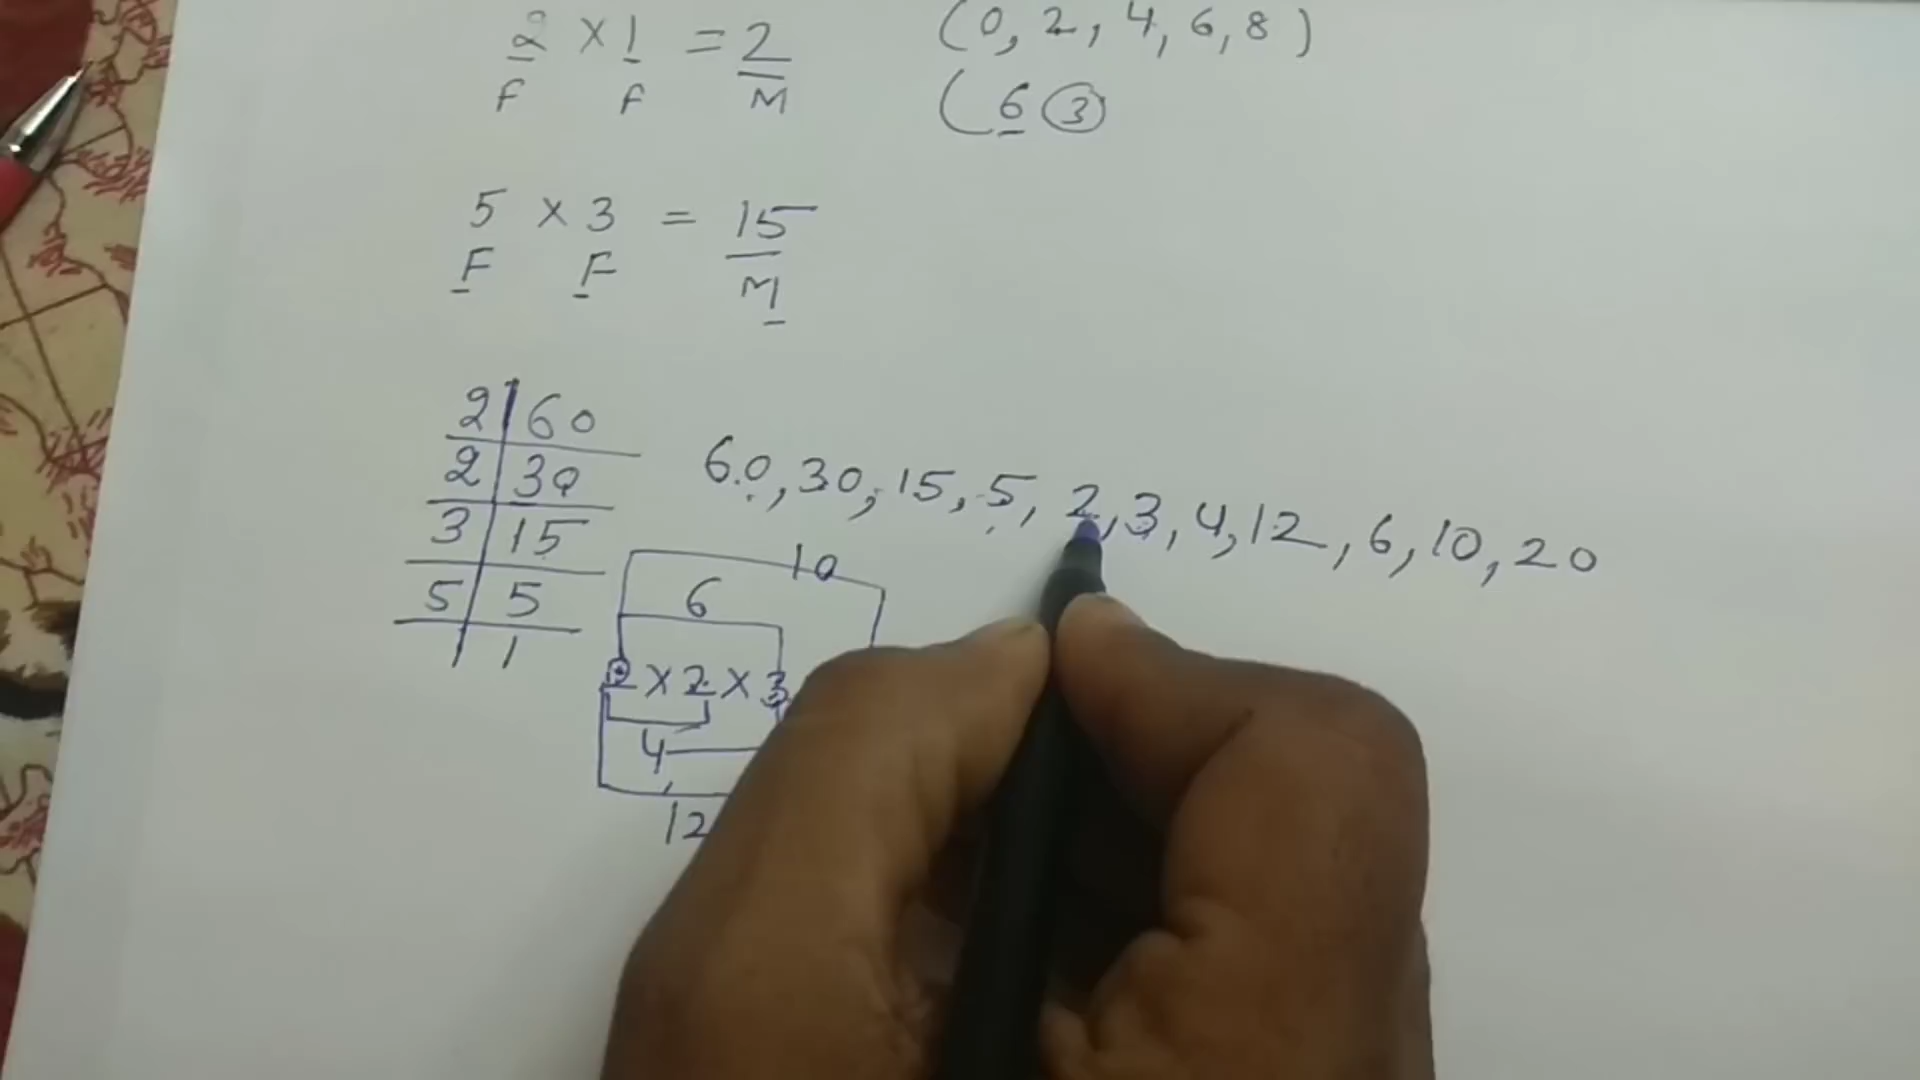 2 x 1 = 2
F F M
(0, 2, 4, 6, 8)
(6 3
5 x 3 = 15
F F M
2 | 60
2 | 30
3 | 15
5 | 5
1 | 1
60, 30, 15, 5, 2, 3, 4, 12, 6, 10, 20
10
6
2 x 2 x 3
4
12